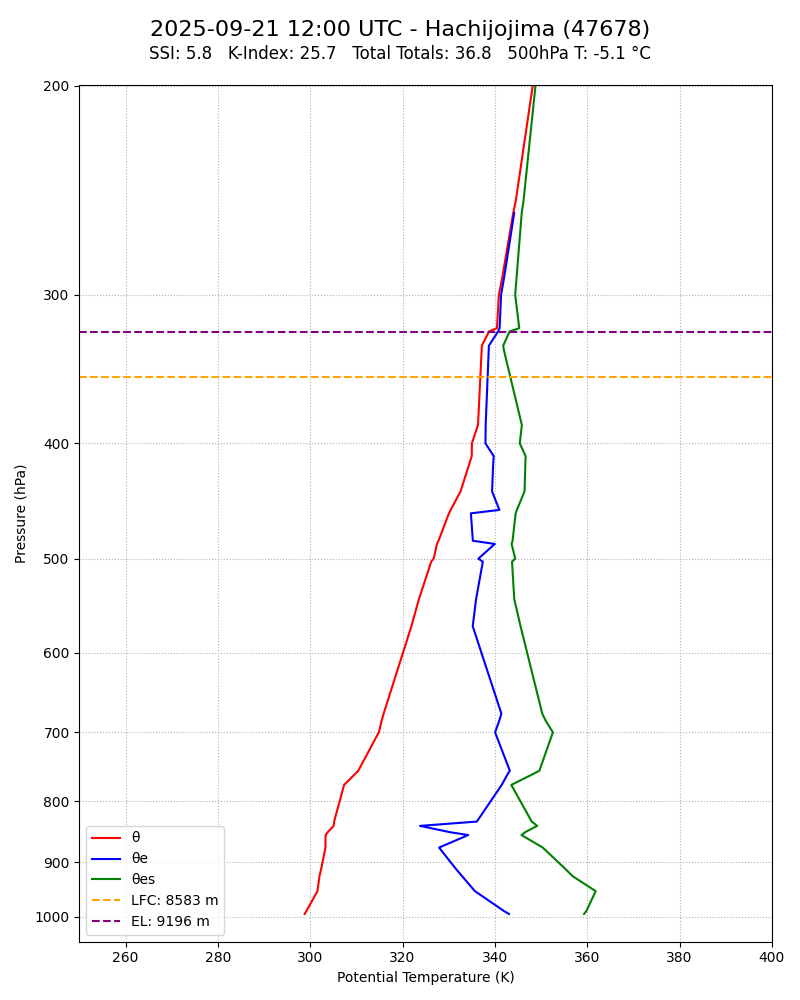 2025-09-21 12:00 UTC - Hachijojima (47678)
SSI: 5.8   K-Index: 25.7   Total Totals: 36.8   500hPa T: -5.1 °C
200
300
400
500
600
700
800
900
1000
Pressure (hPa)
θ
θe
θes
LFC: 8583 m
EL: 9196 m
260 280 300 320 340 360 380 400
Potential Temperature (K)